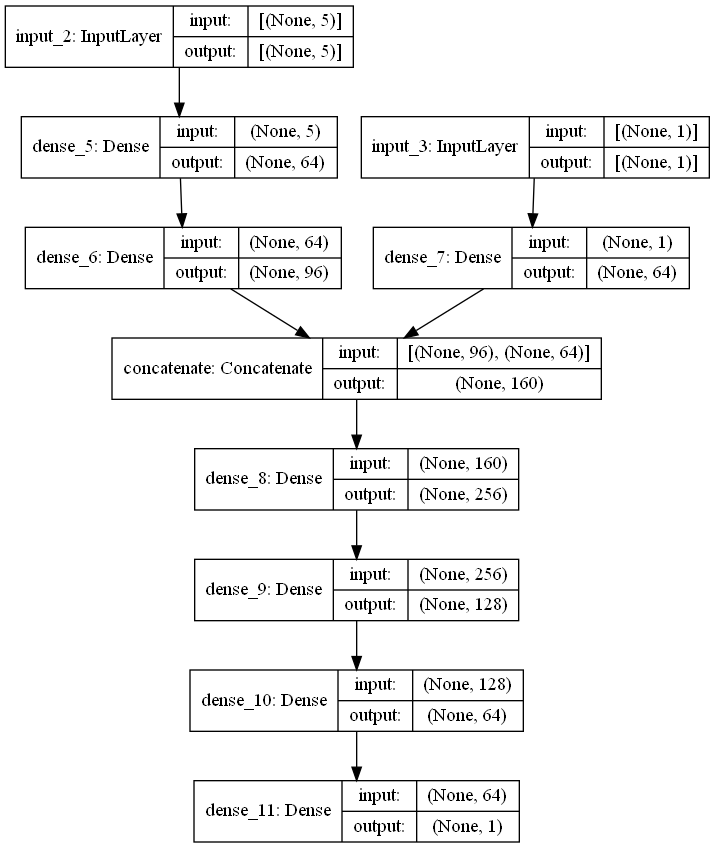 input_2: InputLayer
input: [(None, 5)]
output: [(None, 5)]
dense_5: Dense
input: (None, 5)
output: (None, 64)
input_3: InputLayer
input: [(None, 1)]
output: [(None, 1)]
dense_6: Dense
input: (None, 64)
output: (None, 96)
dense_7: Dense
input: (None, 1)
output: (None, 64)
concatenate: Concatenate
input: [(None, 96), (None, 64)]
output: (None, 160)
dense_8: Dense
input: (None, 160)
output: (None, 256)
dense_9: Dense
input: (None, 256)
output: (None, 128)
dense_10: Dense
input: (None, 128)
output: (None, 64)
dense_11: Dense
input: (None, 64)
output: (None, 1)